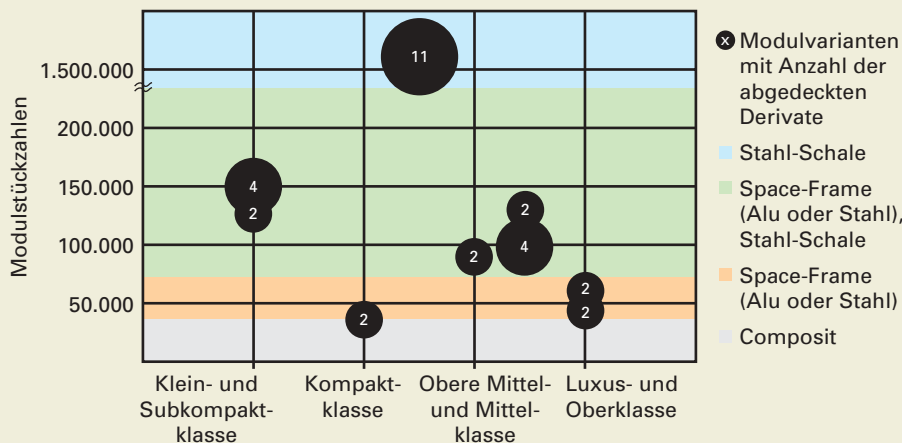 Modulstückzahlen
1.500.000
200.000
150.000
100.000
50.000
11
4
2
2
2
4
2
2
2
Klein- und
Subkompakt-
klasse
Kompakt-
klasse
Obere Mittel-
und Mittel-
klasse
Luxus- und
Oberklasse
x Modulvarianten
mit Anzahl der
abgedeckten
Derivate
Stahl-Schale
Space-Frame
(Alu oder Stahl),
Stahl-Schale
Space-Frame
(Alu oder Stahl)
Composit